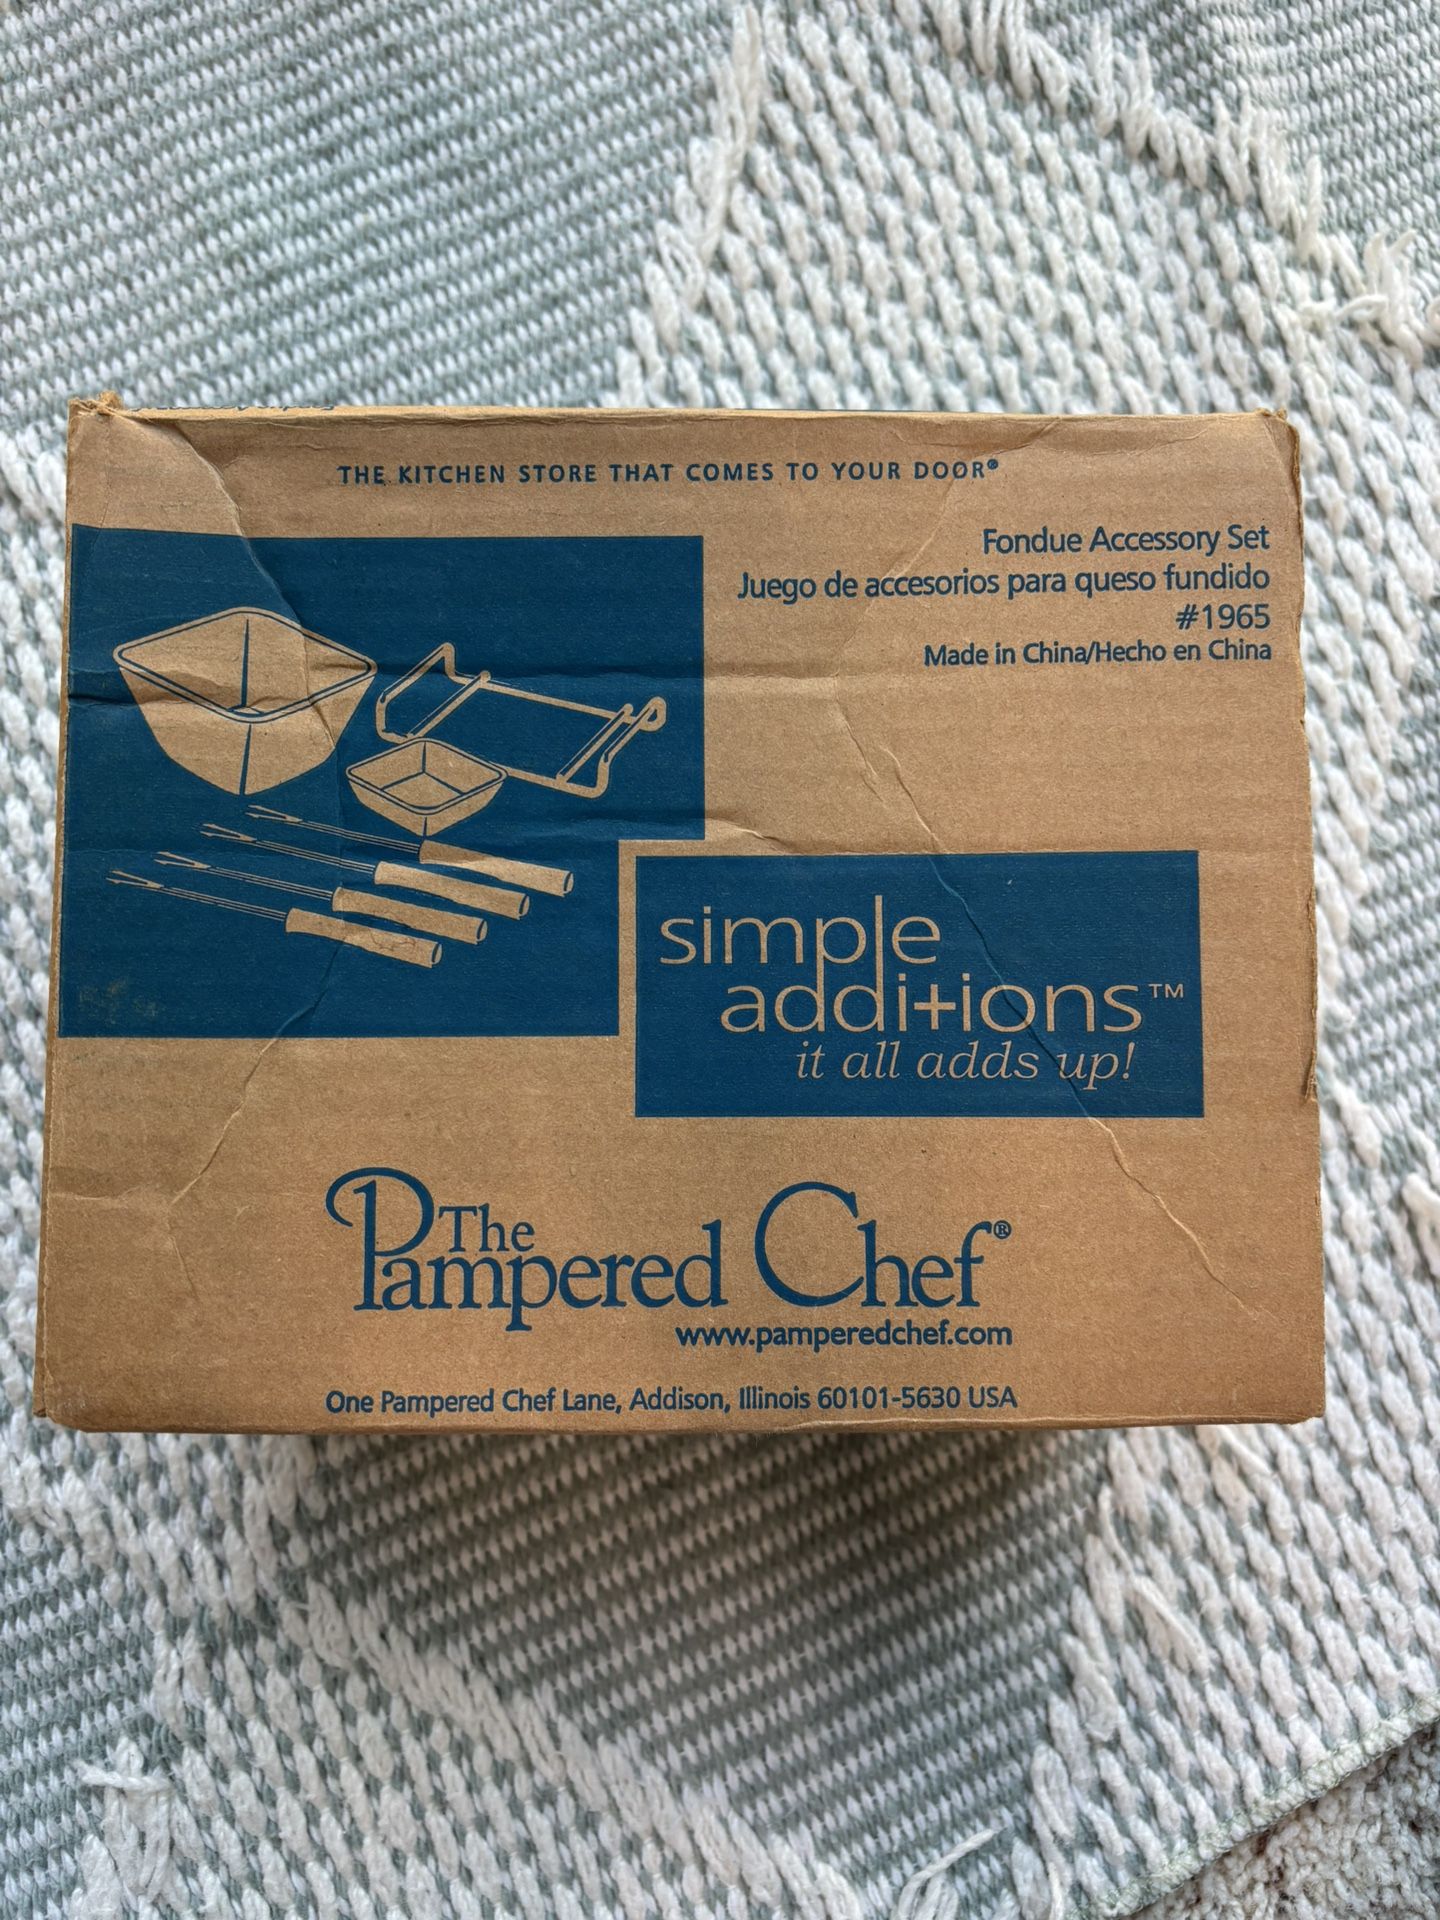 THE KITCHEN STORE THAT COMES TO YOUR DOOR®
Fondue Accessory Set
Juego de accesorios para queso fundido
#1965
Made in China/Hecho en China
simple
addi+ions™
it all adds up!
The
Pampered Chef®
www.pamperedchef.com
One Pampered Chef Lane, Addison, Illinois 60101-5630 USA